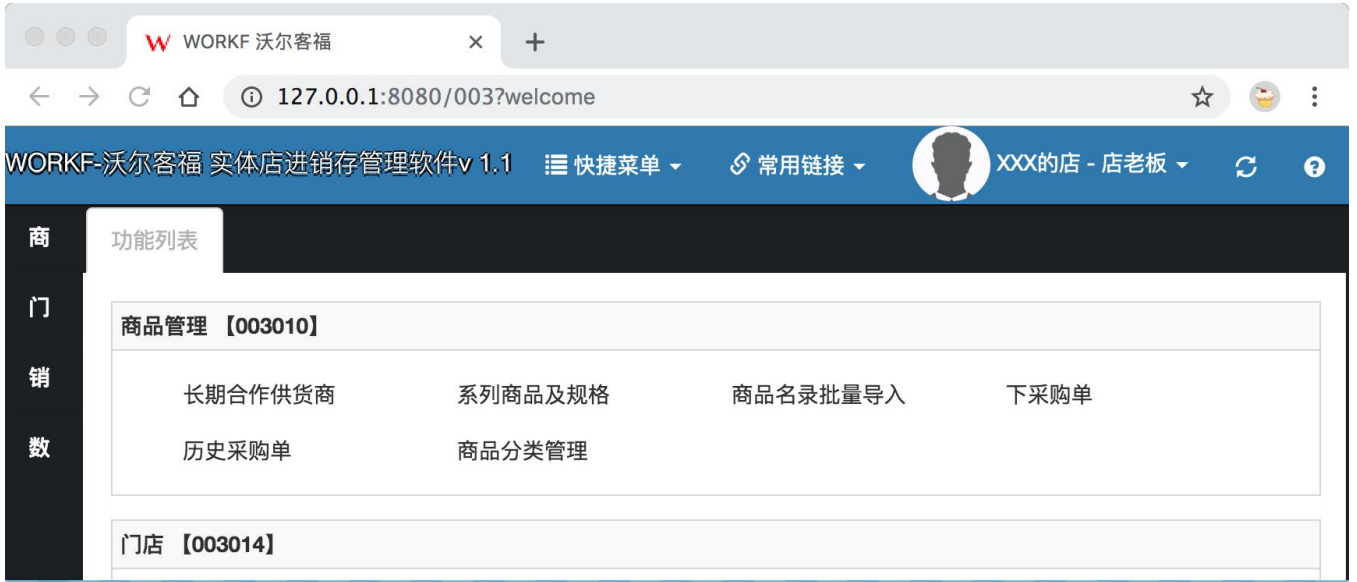 WORKF 沃尔客福
127.0.0.1:8080/003?welcome
WORKF-沃尔客福 实体店进销存管理软件v 1.1 快捷菜单 常用链接 XXX的店 - 店老板
商 功能列表
门
商品管理 【003010】
销
长期合作供货商 系列商品及规格 商品名录批量导入 下采购单
数
历史采购单 商品分类管理
门店 【003014】